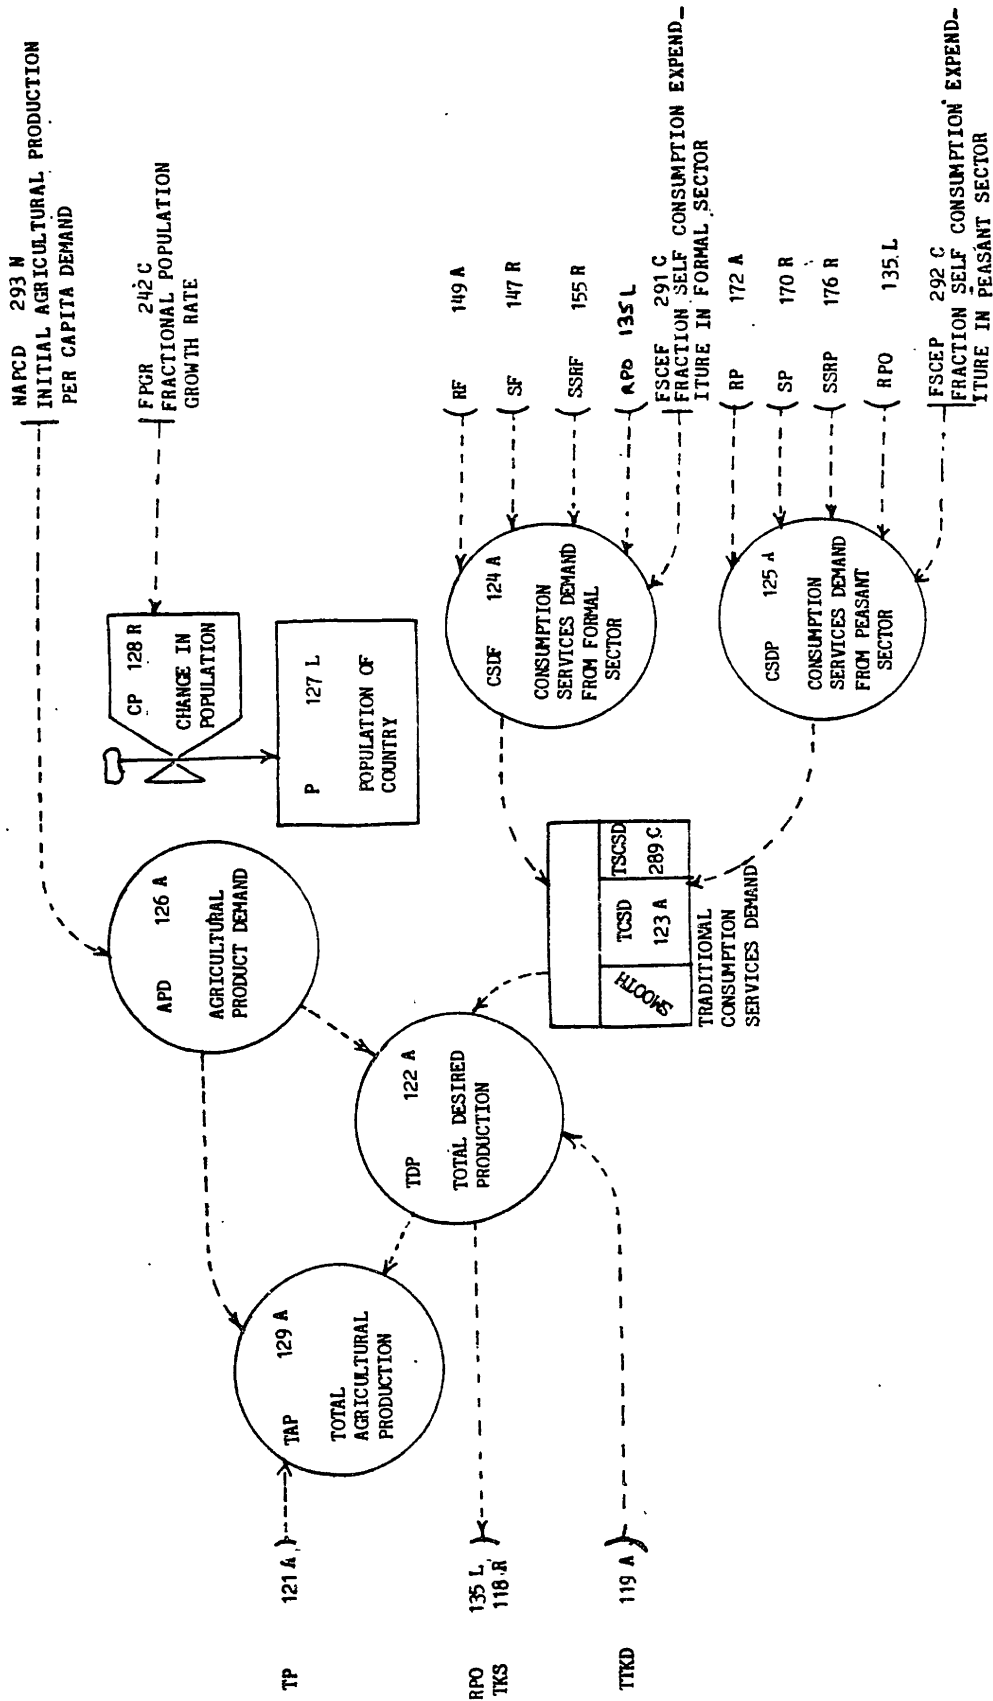 NAPCD 293 N
INITIAL AGRICULTURAL PRODUCTION
PER CAPITA DEMAND
FPGR 242 C
FRACTIONAL POPULATION
GROWTH RATE
CP 128 R
CHANGE IN
POPULATION
P 127 L
POPULATION OF
COUNTRY
APD 126 A
AGRICULTURAL
PRODUCT DEMAND
TAP 129 A
TOTAL
AGRICULTURAL
PRODUCTION
TP 121 A
TDP 122 A
TOTAL DESIRED
PRODUCTION
RPO 135 L
TKS 118 R
TTKD 119 A
RF 149 A
SF 147 R
SSRF 155 R
RPO 135 L
FSCEF 291 C
FRACTION SELF CONSUMPTION EXPEND_
ITURE IN FORMAL SECTOR
CSDF 124 A
CONSUMPTION
SERVICES DEMAND
FROM FORMAL
SECTOR
SMOOTH
TCSD
123 A
TSCSD
289 C
TRADITIONAL
CONSUMPTION
SERVICES DEMAND
RP 172 A
SP 170 R
SSRP 176 R
RPO 135 L
FSCEP 292 C
FRACTION SELF CONSUMPTION EXPEND_
ITURE IN PEASANT SECTOR
CSDP 125 A
CONSUMPTION
SERVICES DEMAND
FROM PEASANT
SECTOR